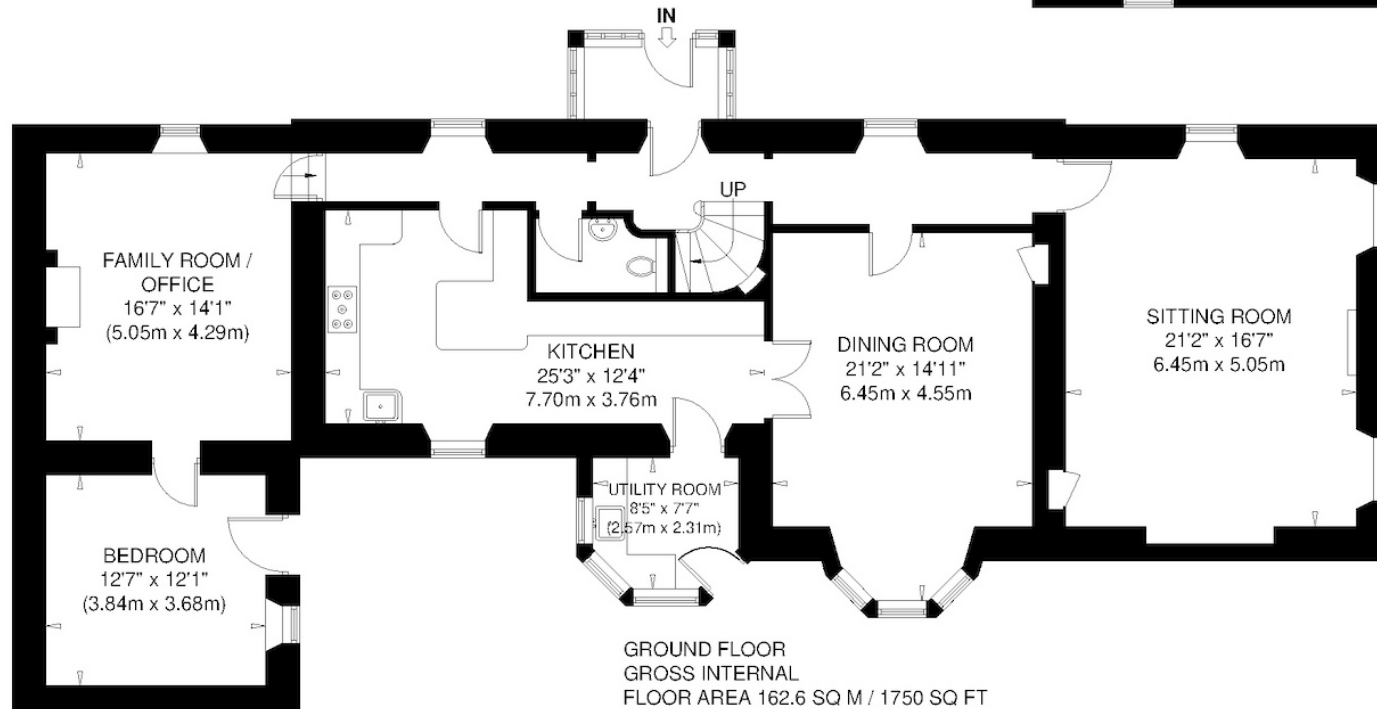 IN
UP
FAMILY ROOM /
OFFICE
16'7" x 14'1"
(5.05m x 4.29m)
KITCHEN
25'3" x 12'4"
7.70m x 3.76m
DINING ROOM
21'2" x 14'11"
6.45m x 4.55m
SITTING ROOM
21'2" x 16'7"
6.45m x 5.05m
UTILITY ROOM
8'5" x 7'7"
(2.57m x 2.31m)
BEDROOM
12'7" x 12'1"
(3.84m x 3.68m)
GROUND FLOOR
GROSS INTERNAL
FLOOR AREA 162.6 SQ M / 1750 SQ FT